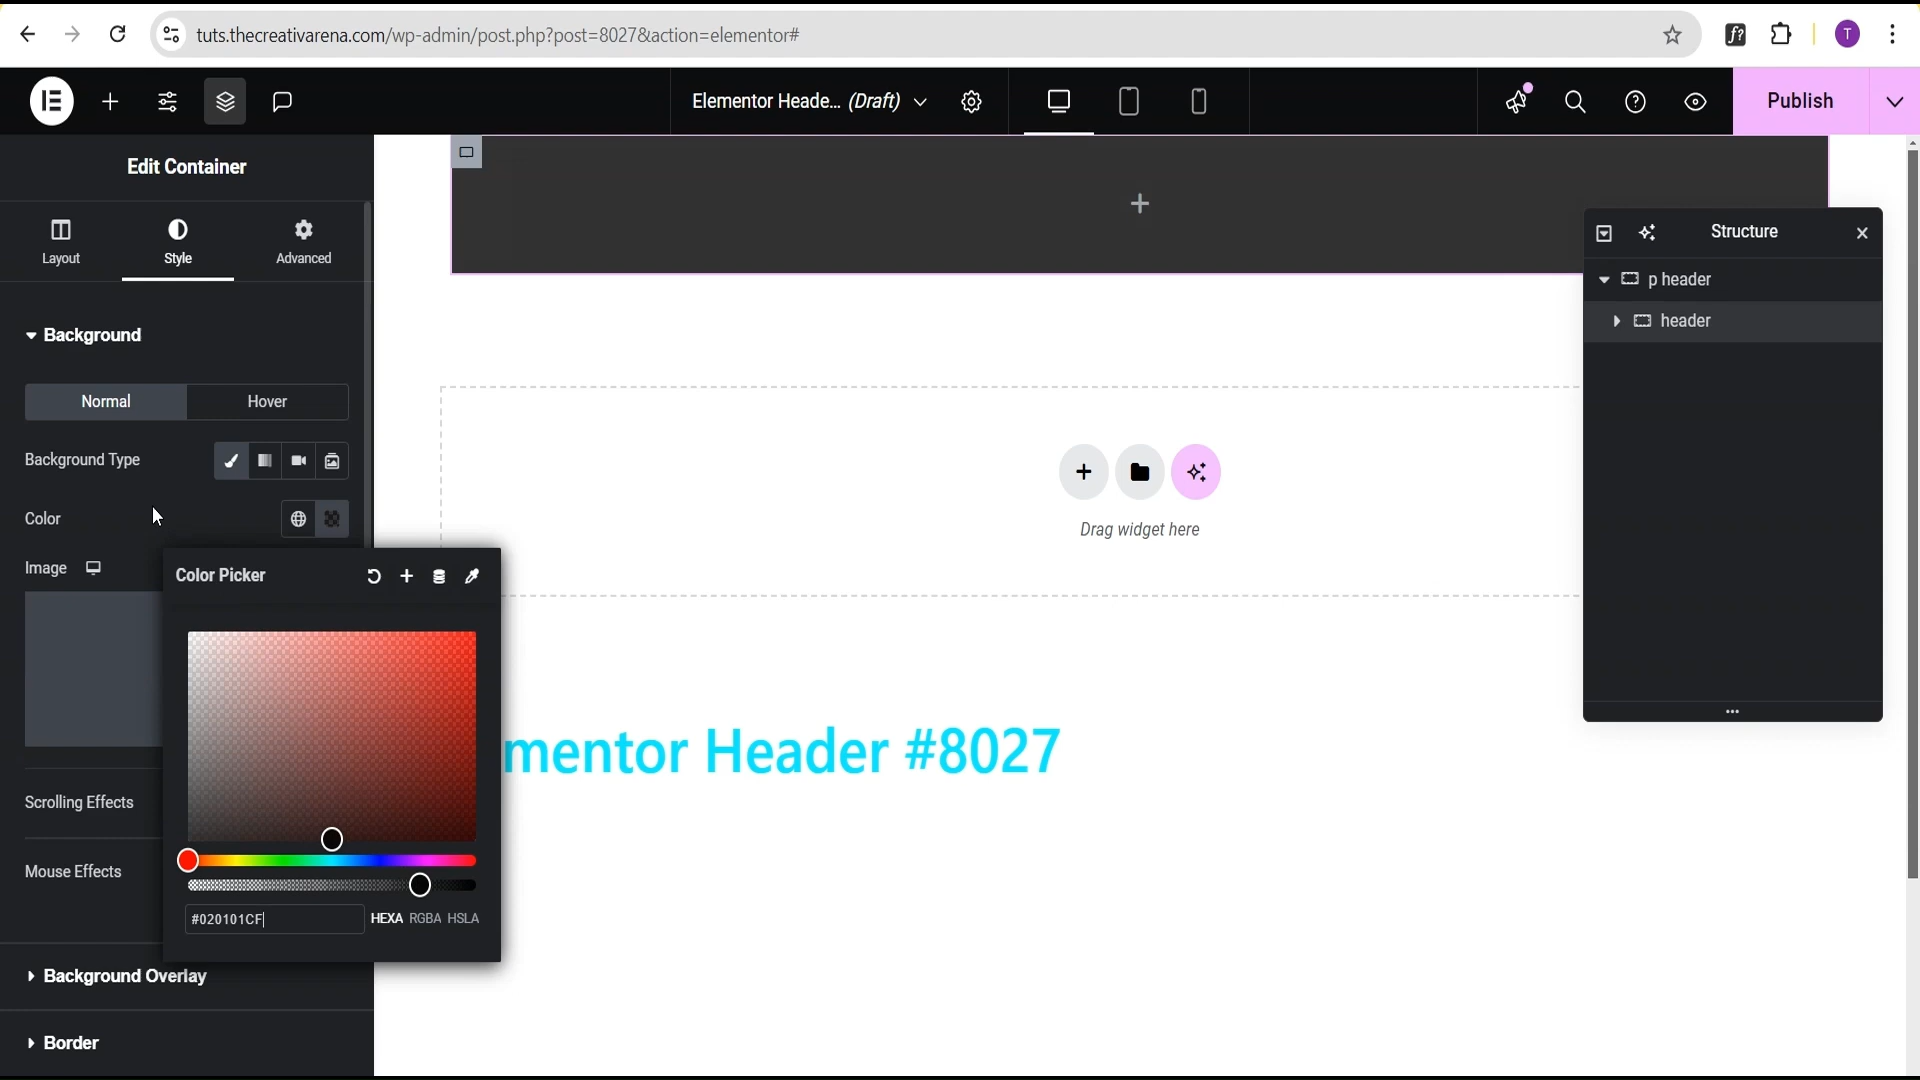 tuts.thecreativarena.com/wp-admin/post.php?post=8027&action=elementor#
f?
T
Elementor Heade... (Draft)
Publish
Edit Container
Layout
Style
Advanced
Background
Normal
Hover
Background Type
Color
Image
Color Picker
Scrolling Effects
Mouse Effects
#020101CF
HEXA RGBA HSLA
Background Overlay
Border
Drag widget here
mentor Header #8027
Structure
p header
header